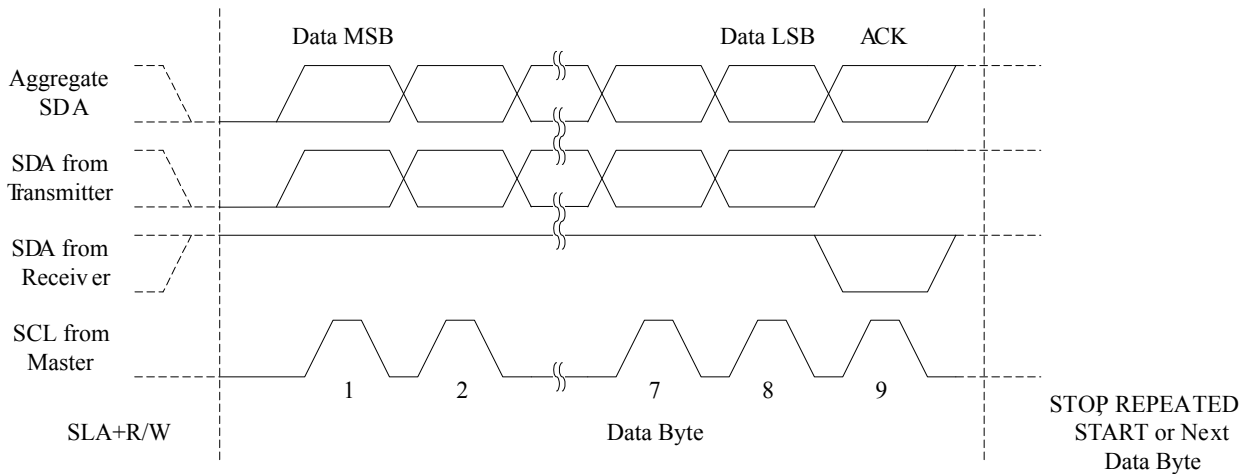 Data MSB
Data LSB
ACK
Aggregate
SDA
SDA from
Transmitter
SDA from
Receiver
SCL from
Master
1
2
7
8
9
SLA+R/W
Data Byte
STOP, REPEATED
START or Next
Data Byte